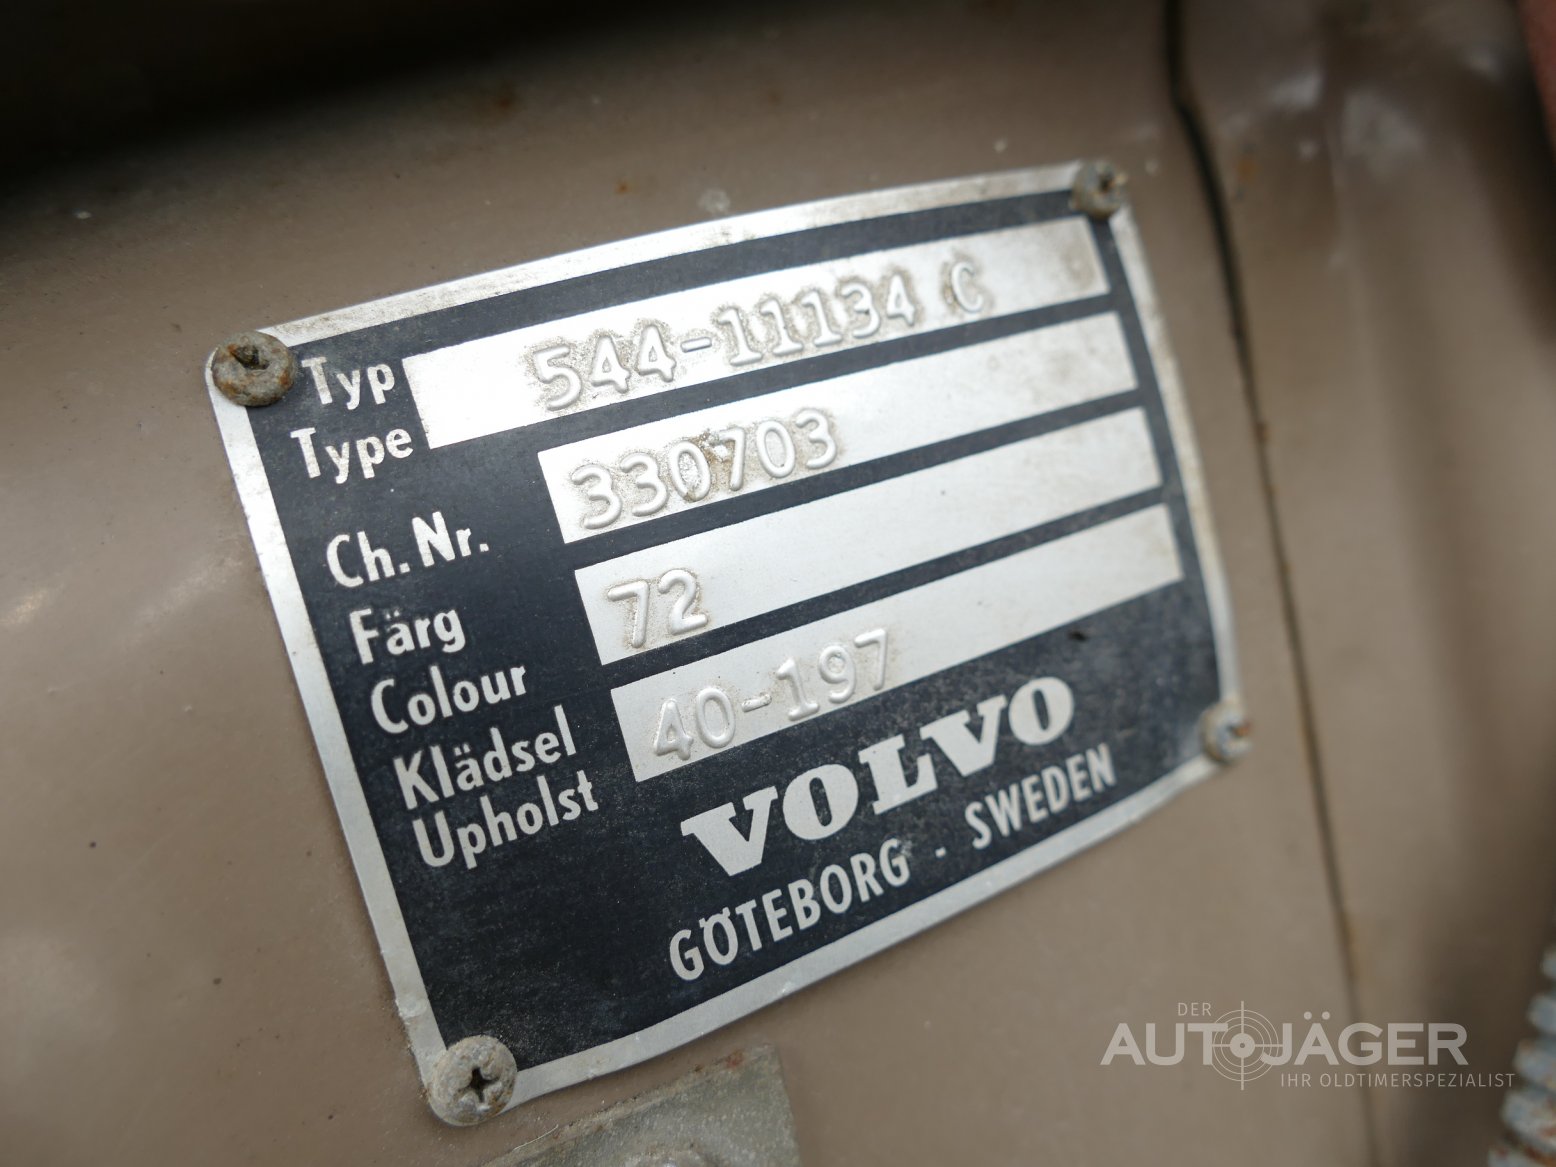 Typ
Type 544-11134 C
Ch. Nr. 330703
Färg
Colour 72
Klädsel
Upholst 40-197
VOLVO
GÖTEBORG . SWEDEN
DER
AUTOJÄGER
IHR OLDTIMERSPEZIALIST